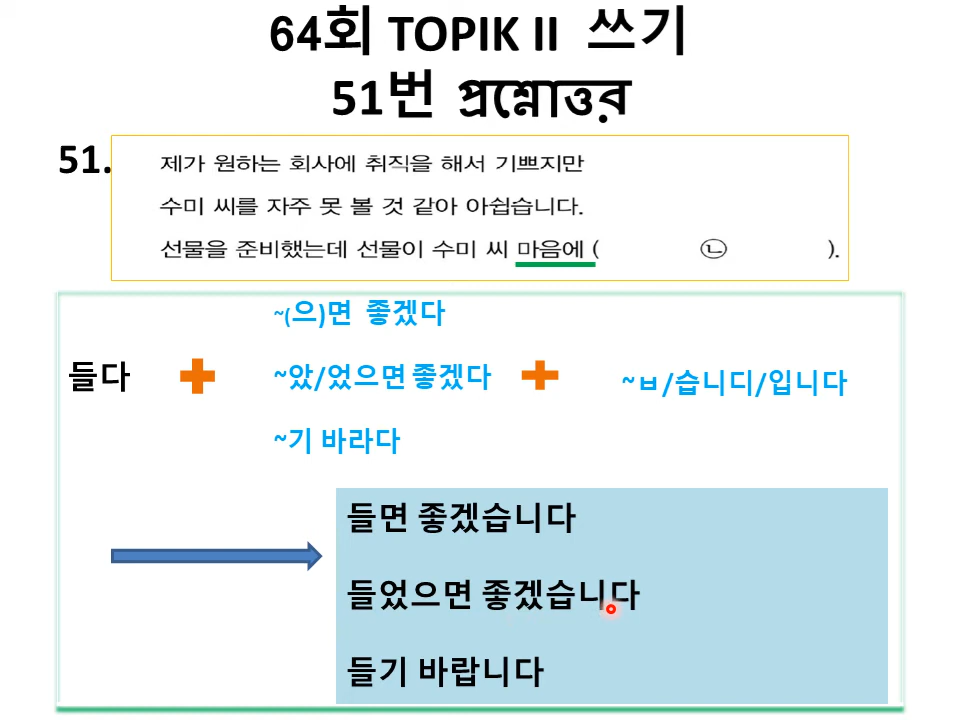 64회 TOPIK II 쓰기
51번 প্রশ্নোত্তর
51.
제가 원하는 회사에 취직을 해서 기쁘지만
수미 씨를 자주 못 볼 것 같아 아쉽습니다.
선물을 준비했는데 선물이 수미 씨 마음에 ( ㉡ ).
~(으)면 좋겠다
들다 + ~았/었으면 좋겠다 + ~ㅂ/습니디/입니다
~기 바라다
들면 좋겠습니다
들었으면 좋겠습니다
들기 바랍니다